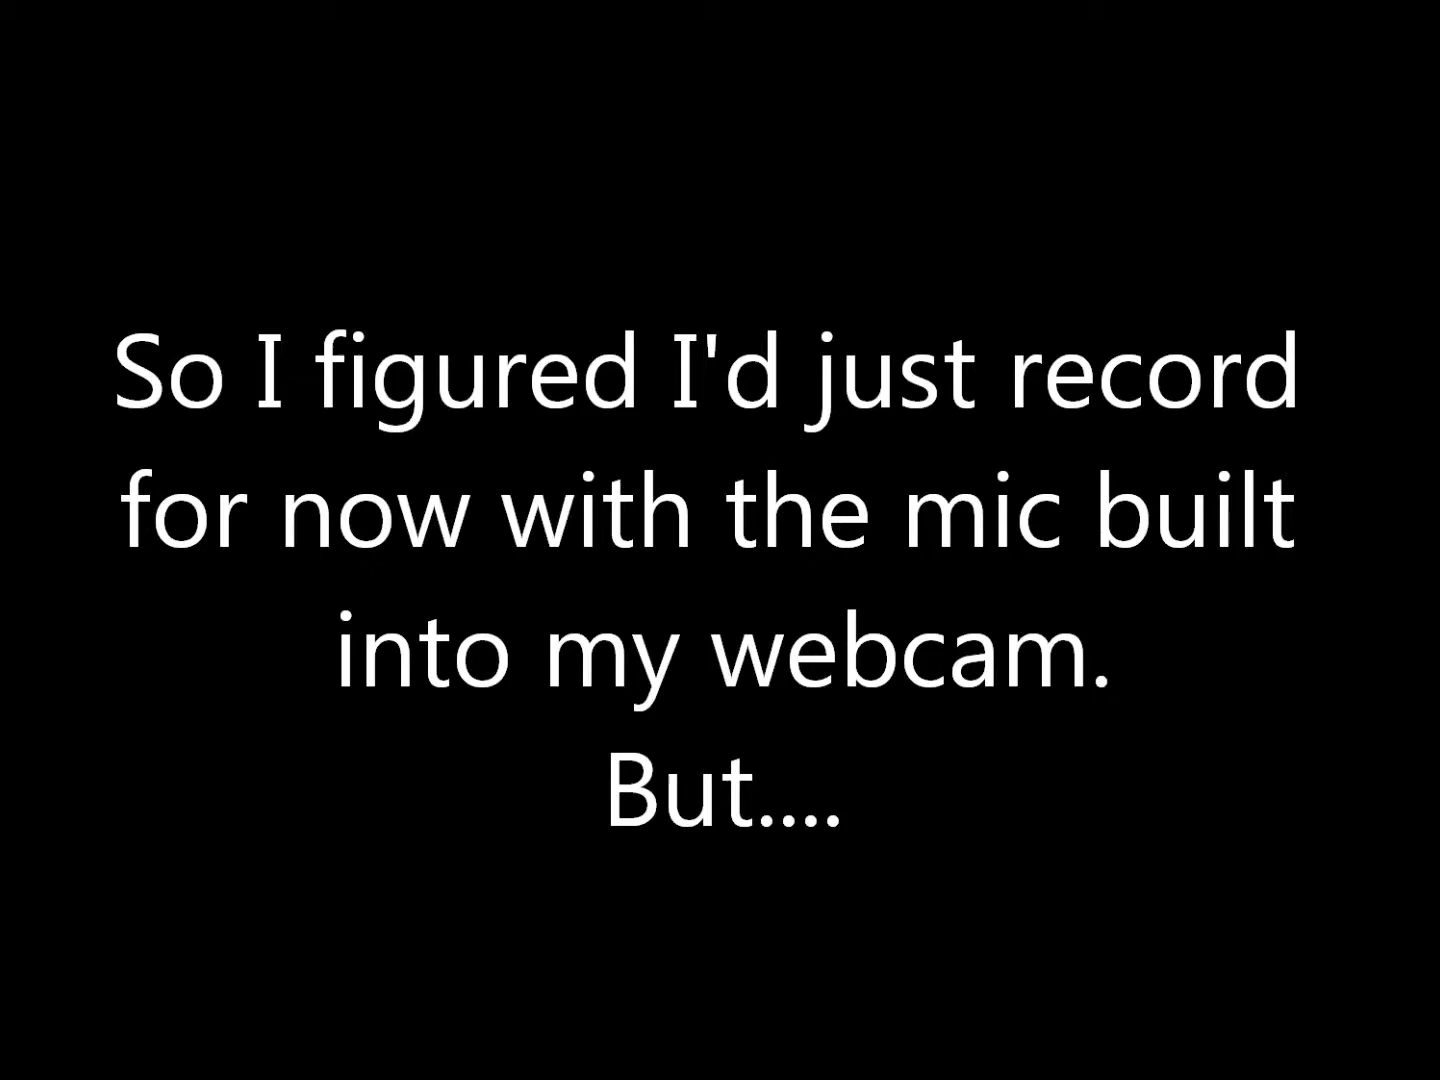 So I figured I'd just record
for now with the mic built
into my webcam.
But....